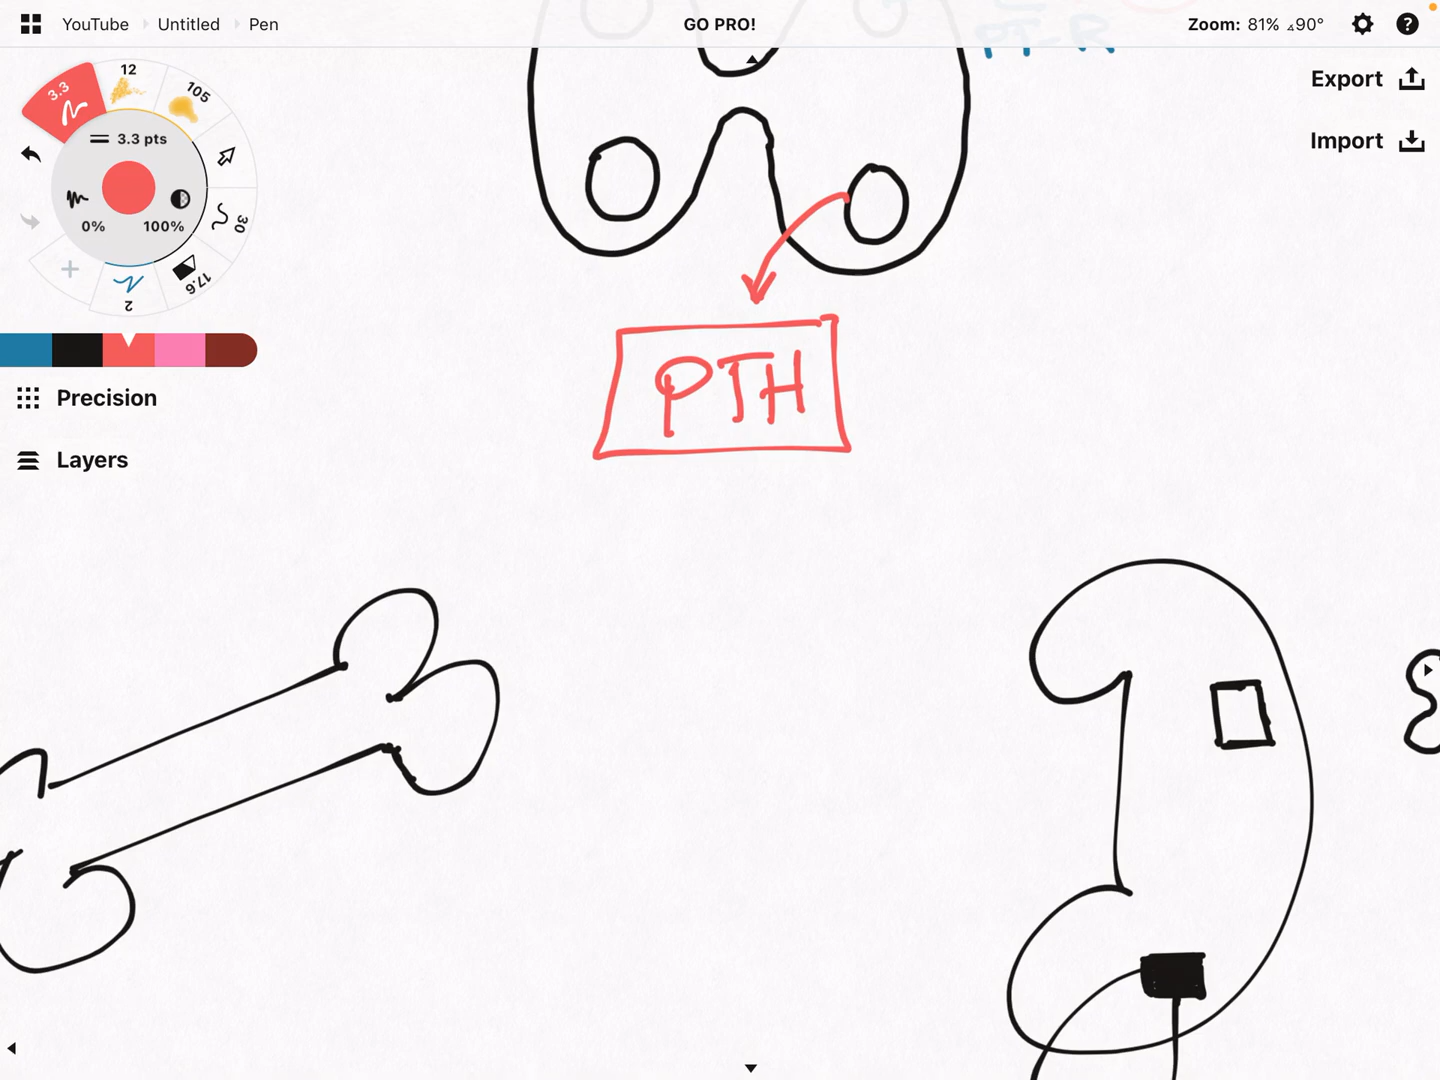 YouTube Untitled Pen
GO PRO!
Zoom: 81% ⊿90°
Export
Import
3.3
12
105
30
17.6
2
3.3 pts
0% 100%
Precision
Layers
PTH